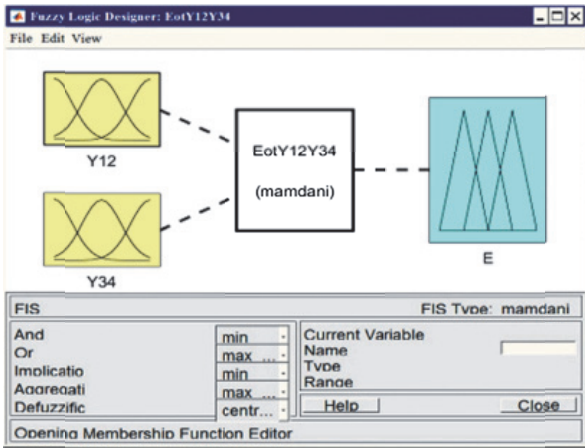 Fuzzy Logic Designer: EotY12Y34
File Edit View
Y12
EotY12Y34
(mamdani)
Y34
E
FIS
FIS Type: mamdani
And
min
Or
max ...
Implicatio
min
Aggregati
max ...
Defuzzific
centr...
Current Variable
Name
Type
Range
Help
Close
Opening Membership Function Editor